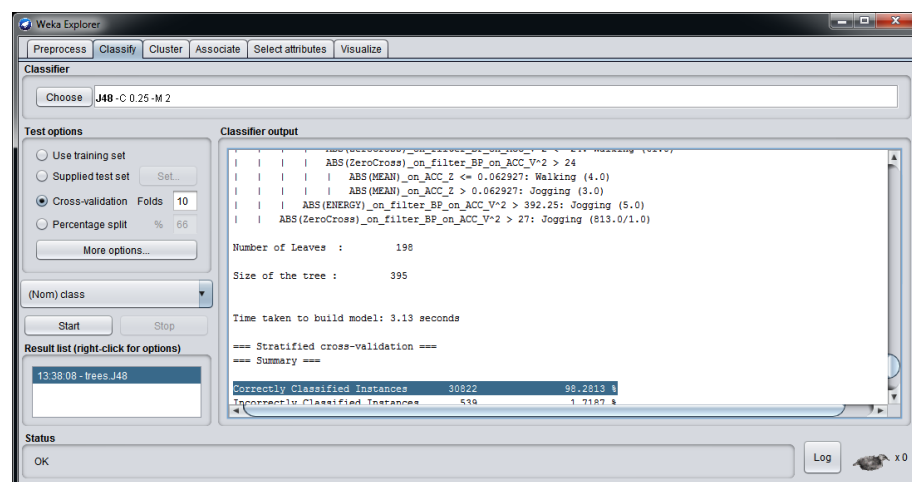 Weka Explorer
Preprocess Classify Cluster Associate Select attributes Visualize
Classifier
Choose J48 -C 0.25 -M 2
Test options
Use training set
Supplied test set Set...
Cross-validation Folds 10
Percentage split % 66
More options...
(Nom) class
Start Stop
Result list (right-click for options)
13:38:08 - trees.J48
Classifier output
| | | | ABS(ZeroCross)_on_filter_BP_on_ACC_V^2 > 24
| | | | | ABS(MEAN)_on_ACC_Z <= 0.062927: Walking (4.0)
| | | | | ABS(MEAN)_on_ACC_Z > 0.062927: Jogging (3.0)
| | | ABS(ENERGY)_on_filter_BP_on_ACC_V^2 > 392.25: Jogging (5.0)
| | ABS(ZeroCross)_on_filter_BP_on_ACC_V^2 > 27: Jogging (813.0/1.0)
Number of Leaves : 198
Size of the tree : 395
Time taken to build model: 3.13 seconds
=== Stratified cross-validation ===
=== Summary ===
Correctly Classified Instances 30822 98.2813 %
Incorrectly Classified Instances 539 1.7187 %
Status
OK
Log
x 0